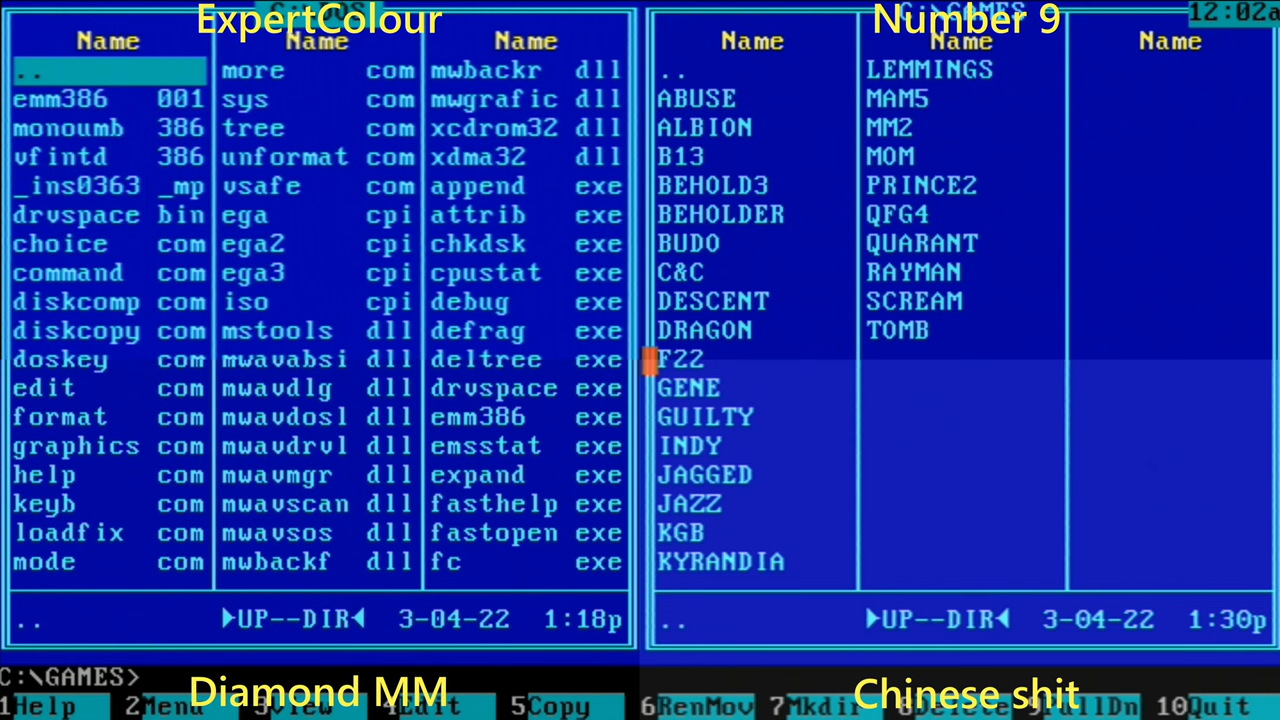 ExpertColour Number 9
C:\DOS C:\GAMES 12:02a
Name Name Name Name Name Name
.. more com mwbackr dll .. LEMMINGS
emm386 001 sys com mwgrafic dll ABUSE MAM5
monoumb 386 tree com xcdrom32 dll ALBION MM2
vfintd 386 unformat com xdma32 dll B13 MOM
_ins0363 _mp vsafe com append exe BEHOLD3 PRINCE2
drvspace bin ega cpi attrib exe BEHOLDER QFG4
choice com ega2 cpi chkdsk exe BUDO QUARANT
command com ega3 cpi cpustat exe C&C RAYMAN
diskcomp com iso cpi debug exe DESCENT SCREAM
diskcopy com mstools dll defrag exe DRAGON TOMB
doskey com mwavabsi dll deltree exe F22
edit com mwavdlg dll drvspace exe GENE
format com mwavdosl dll emm386 exe GUILTY
graphics com mwavdrvl dll emsstat exe INDY
help com mwavmgr dll expand exe JAGGED
keyb com mwavscan dll fasthelp exe JAZZ
loadfix com mwavsos dll fastopen exe KGB
mode com mwbackf dll fc exe KYRANDIA
.. ►UP--DIR◄ 3-04-22 1:18p .. ►UP--DIR◄ 3-04-22 1:30p
C:\GAMES>
Diamond MM Chinese shit
1Help 2Menu 3View 4Edit 5Copy 6RenMov 7Mkdir 8Delete 9PullDn 10Quit